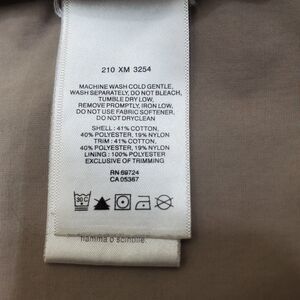 210 XM 3254
MACHINE WASH COLD GENTLE,
WASH SEPARATELY, DO NOT BLEACH,
TUMBLE DRY LOW,
REMOVE PROMPTLY, IRON LOW,
DO NOT USE FABRIC SOFTENER.
DO NOT DRYCLEAN
SHELL : 41% COTTON,
40% POLYESTER, 19% NYLON
TRIM : 41% COTTON,
40% POLYESTER, 19% NYLON
LINING : 100% POLYESTER
EXCLUSIVE OF TRIMMING
RN 69724
CA 05367
30 C
fiamma o scintille.